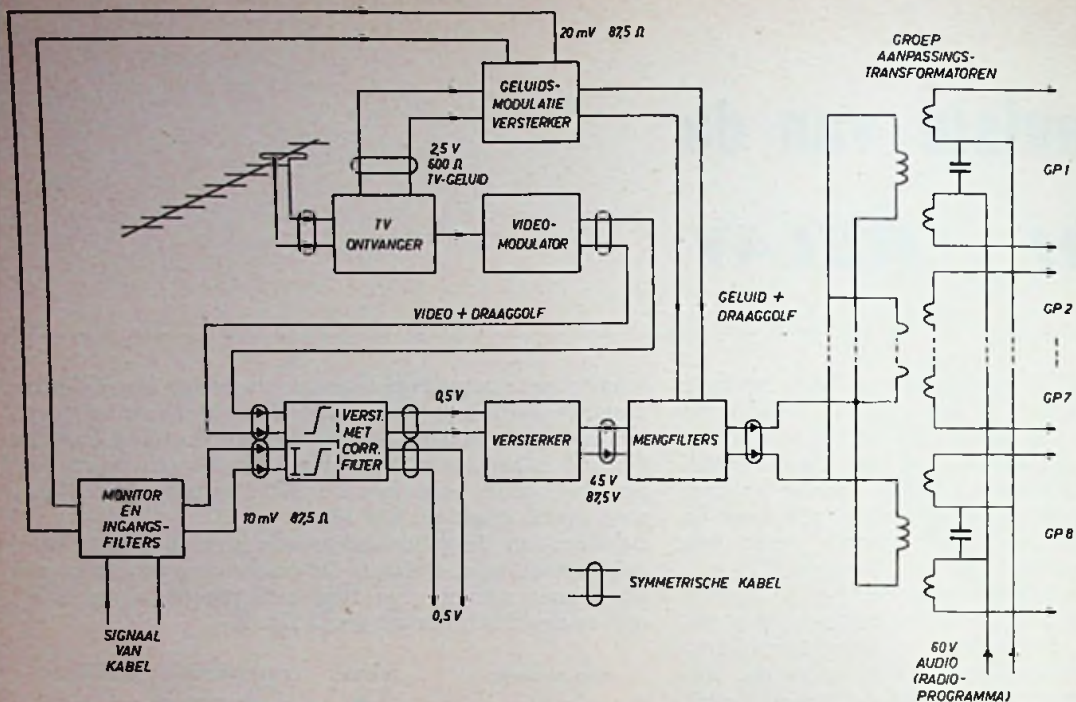 20 mV 87,5 Ω
GROEP
AANPASSINGS-
TRANSFORMATOREN
GELUIDS-
MODULATIE
VERSTERKER
2,5 V
600 Ω
TV-GELUID
GP 1
TV
ONTVANGER
VIDEO-
MODULATOR
GP 2
VIDEO + DRAAGGOLF
GELUID +
DRAAGGOLF
GP 7
0,5 V
VERST.
MET
CORR.
FILTER
VERSTERKER
MENGFILTERS
45 V
87,5 V
MONITOR
EN
INGANGS-
FILTERS
10 mV 87,5 Ω
GP 8
SYMMETRISCHE KABEL
0,5 V
SIGNAAL
VAN
KABEL
60 V
AUDIO
(RADIO-
PROGRAMMA)